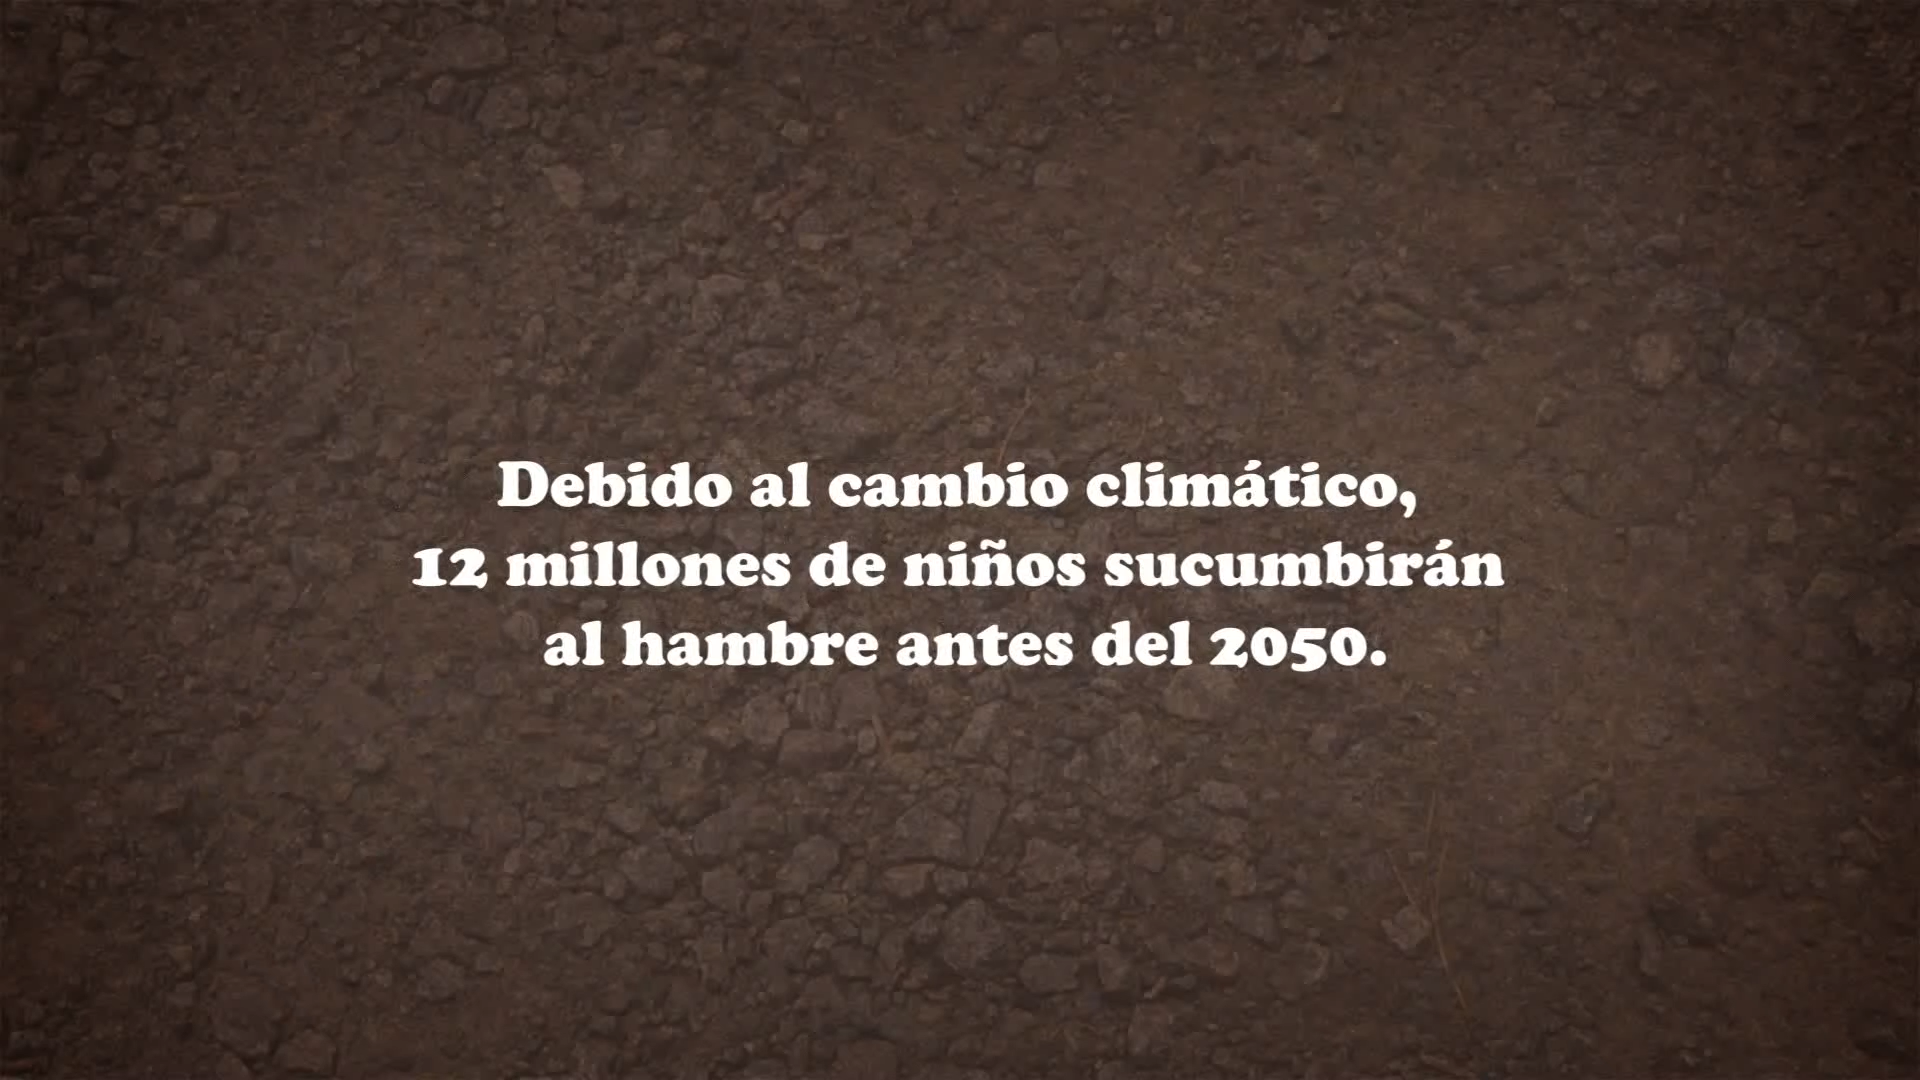 Debido al cambio climático,
12 millones de niños sucumbirán
al hambre antes del 2050.